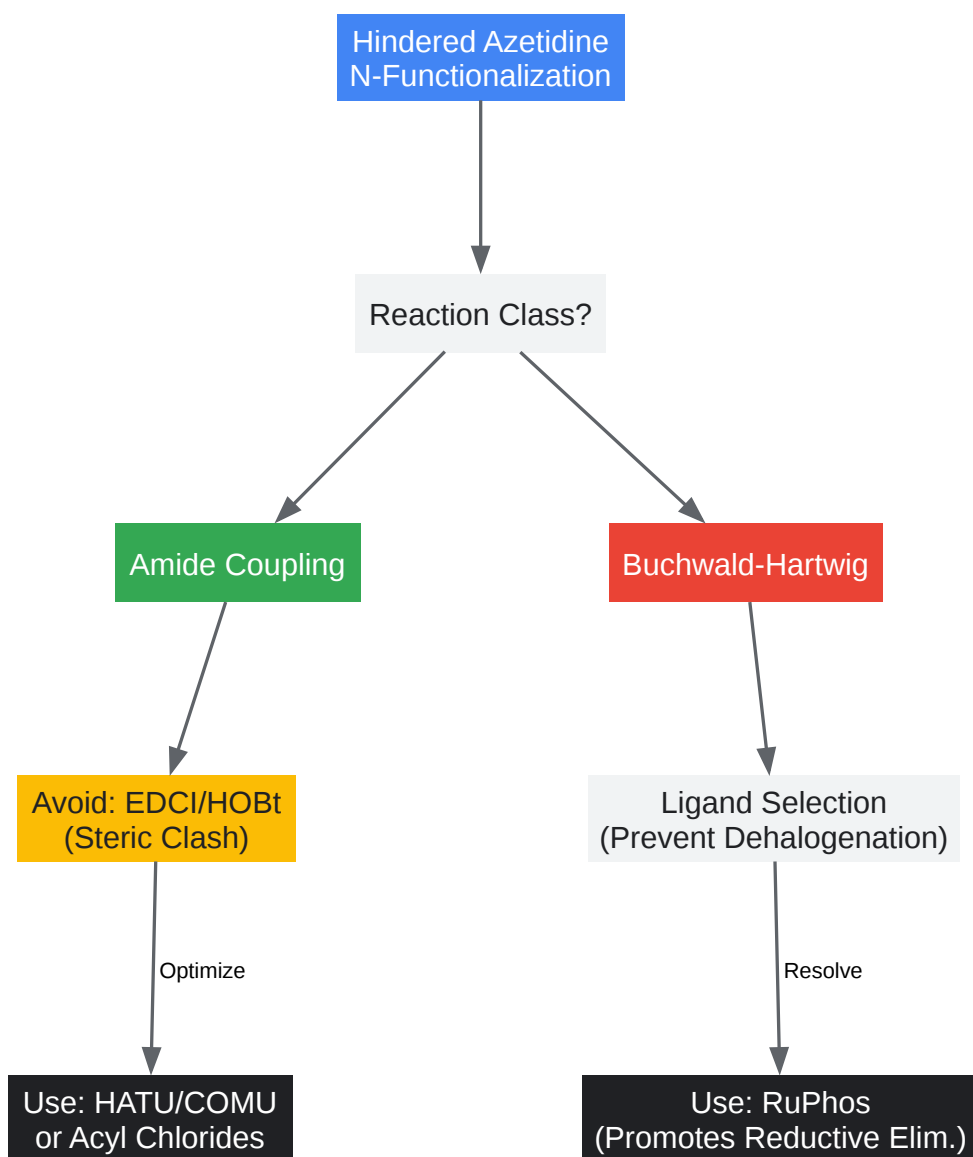 Hindered Azetidine
N-Functionalization
Reaction Class?
Amide Coupling
Buchwald-Hartwig
Avoid: EDCI/HOBt
(Steric Clash)
Ligand Selection
(Prevent Dehalogenation)
Optimize
Resolve
Use: HATU/COMU
or Acyl Chlorides
Use: RuPhos
(Promotes Reductive Elim.)